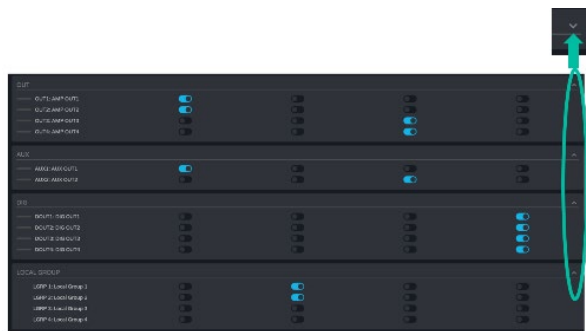 OUT
OUT1: AMP OUT1
OUT2: AMP OUT2
OUT3: AMP OUT3
OUT4: AMP OUT4
AUX
AUX1: AUX OUT1
AUX2: AUX OUT2
DIG
DOUT1: DIG OUT1
DOUT2: DIG OUT2
DOUT3: DIG OUT3
DOUT4: DIG OUT4
LOCAL GROUP
LGRP 1: Local Group 1
LGRP 2: Local Group 2
LGRP 3: Local Group 3
LGRP 4: Local Group 4